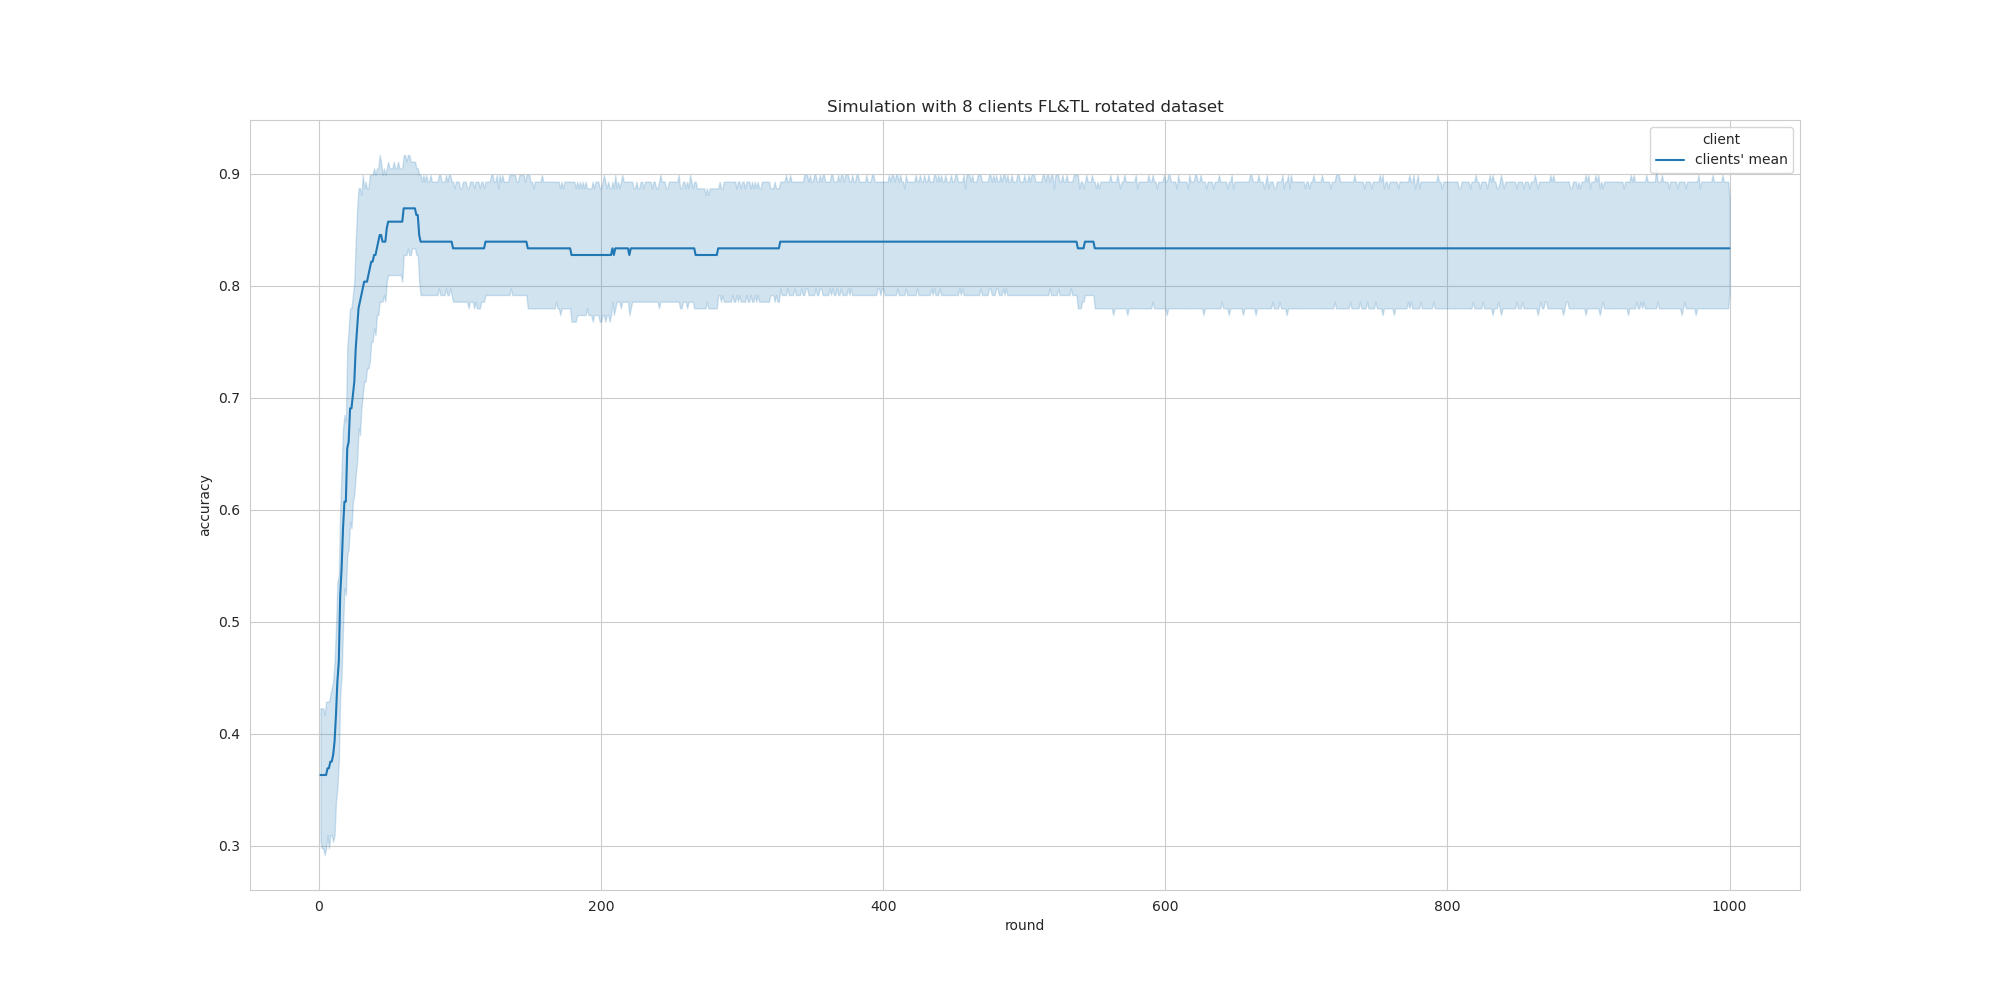 Simulation with 8 clients FL&TL rotated dataset
client
clients' mean
accuracy
0.9
0.8
0.7
0.6
0.5
0.4
0.3
0 200 400 600 800 1000
round